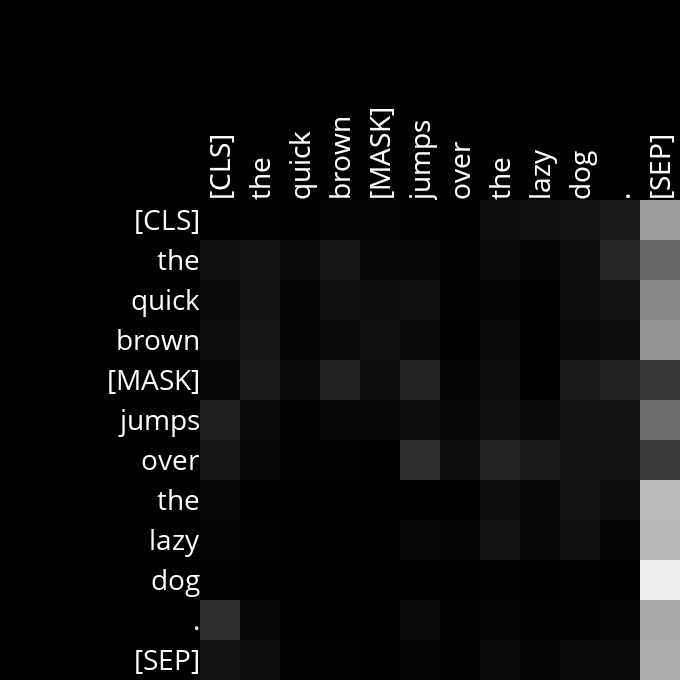 [CLS] the quick brown [MASK] jumps over the lazy dog . [SEP]
[CLS]
the
quick
brown
[MASK]
jumps
over
the
lazy
dog
.
[SEP]